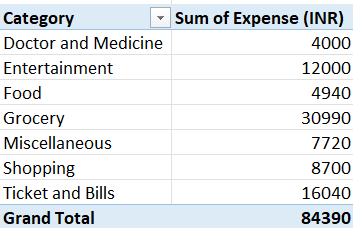 Category Sum of Expense (INR)
Doctor and Medicine 4000
Entertainment 12000
Food 4940
Grocery 30990
Miscellaneous 7720
Shopping 8700
Ticket and Bills 16040
Grand Total 84390